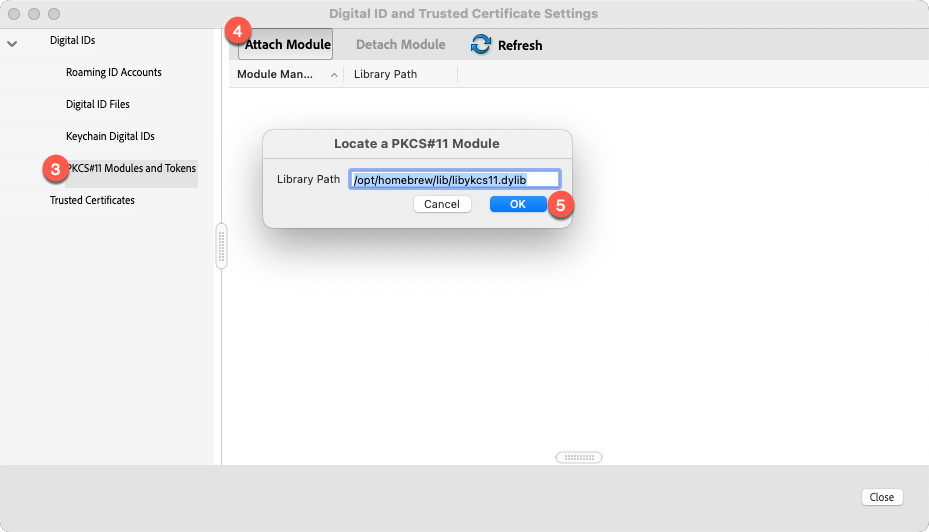 Digital ID and Trusted Certificate Settings
Digital IDs
Roaming ID Accounts
Digital ID Files
Keychain Digital IDs
3 PKCS#11 Modules and Tokens
Trusted Certificates
4
Attach Module Detach Module Refresh
Module Man... Library Path
Locate a PKCS#11 Module
Library Path /opt/homebrew/lib/libykcs11.dylib
Cancel OK 5
Close